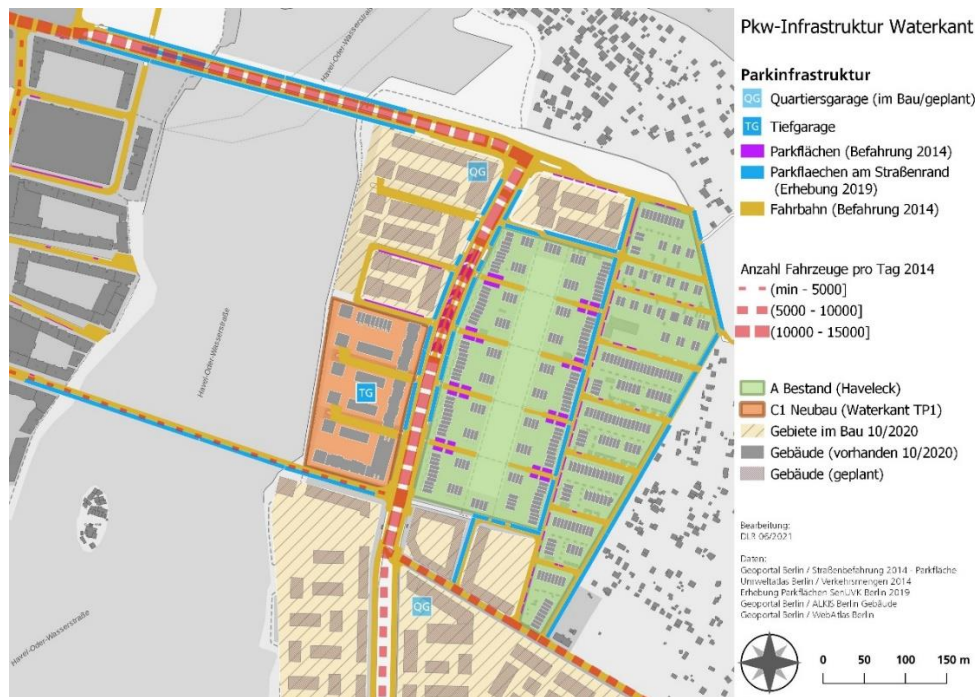 Pkw-Infrastruktur Waterkant
Parkinfrastruktur
QG Quartiersgarage (im Bau/geplant)
TG Tiefgarage
Parkflächen (Befahrung 2014)
Parkflaechen am Straßenrand
(Erhebung 2019)
Fahrbahn (Befahrung 2014)
Anzahl Fahrzeuge pro Tag 2014
(min - 5000]
(5000 - 10000]
(10000 - 15000]
A Bestand (Haveleck)
C1 Neubau (Waterkant TP1)
Gebiete im Bau 10/2020
Gebäude (vorhanden 10/2020)
Gebäude (geplant)
Bearbeitung:
DLR 06/2021
Daten:
Geoportal Berlin / Straßenbefahrung 2014 - Parkfläche
Umweltadas Berlin / Verkehrsmengen 2014
Erhebung Parkflächen SenUVK Berlin 2019
Geoportal Berlin / ALKIS Berlin Gebäude
Geoportal Berlin / WebAtlas Berlin
0 50 100 150 m
Havel-Oder-Wasserstraße
Havel-Oder-Wasserstraße
Havel-Oder-Wasserstraße
QG
TG
QG